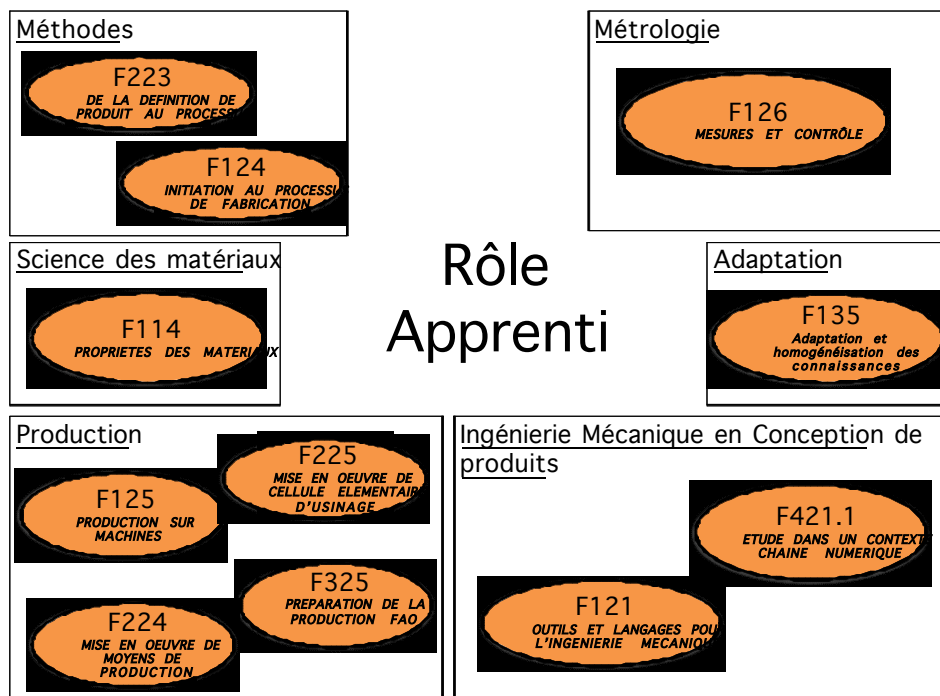 Méthodes
F223
DE LA DEFINITION DE
PRODUIT AU PROCESSU
F124
INITIATION AU PROCESSUS
DE FABRICATION
Métrologie
F126
MESURES ET CONTRÔLE
Science des matériaux
F114
PROPRIETES DES MATERIAUX
Rôle
Apprenti
Adaptation
F135
Adaptation et
homogénéisation des
connaissances
Production
F225
MISE EN OEUVRE DE
CELLULE ELEMENTAIR
D'USINAGE
F125
PRODUCTION SUR
MACHINES
F325
PREPARATION DE LA
PRODUCTION FAO
F224
MISE EN OEUVRE DE
MOYENS DE
PRODUCTION
Ingénierie Mécanique en Conception de
produits
F421.1
ETUDE DANS UN CONTEXT
CHAINE NUMERIQUE
F121
OUTILS ET LANGAGES POU
L'INGENIERIE MECANIQU